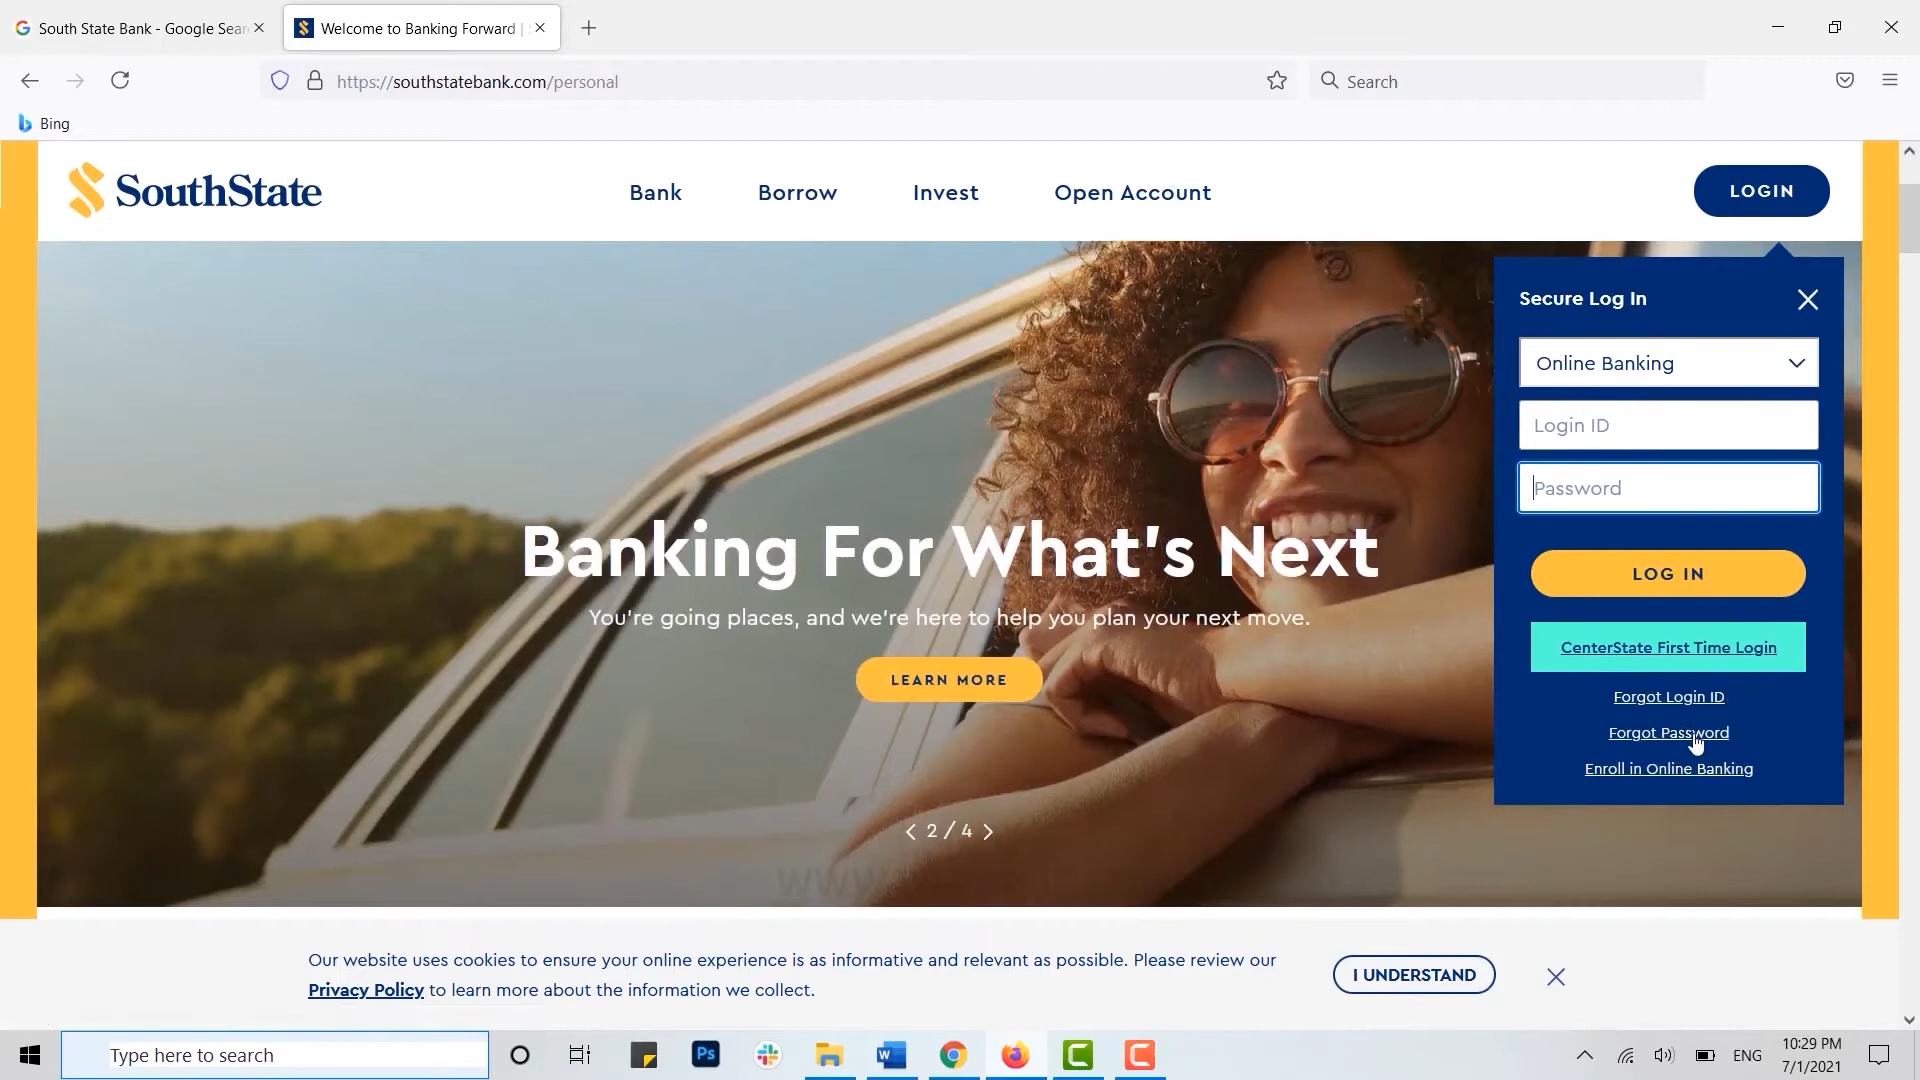 South State Bank - Google Sear
Welcome to Banking Forward |
https://southstatebank.com/personal
Search
Bing
SouthState
Bank
Borrow
Invest
Open Account
LOGIN
Secure Log In
Online Banking
Login ID
Password
LOG IN
CenterState First Time Login
Forgot Login ID
Forgot Password
Enroll in Online Banking
Banking For What's Next
You're going places, and we're here to help you plan your next move.
LEARN MORE
2 / 4
www.
Our website uses cookies to ensure your online experience is as informative and relevant as possible. Please review our
Privacy Policy to learn more about the information we collect.
I UNDERSTAND
Type here to search
Ps
ENG
10:29 PM
7/1/2021